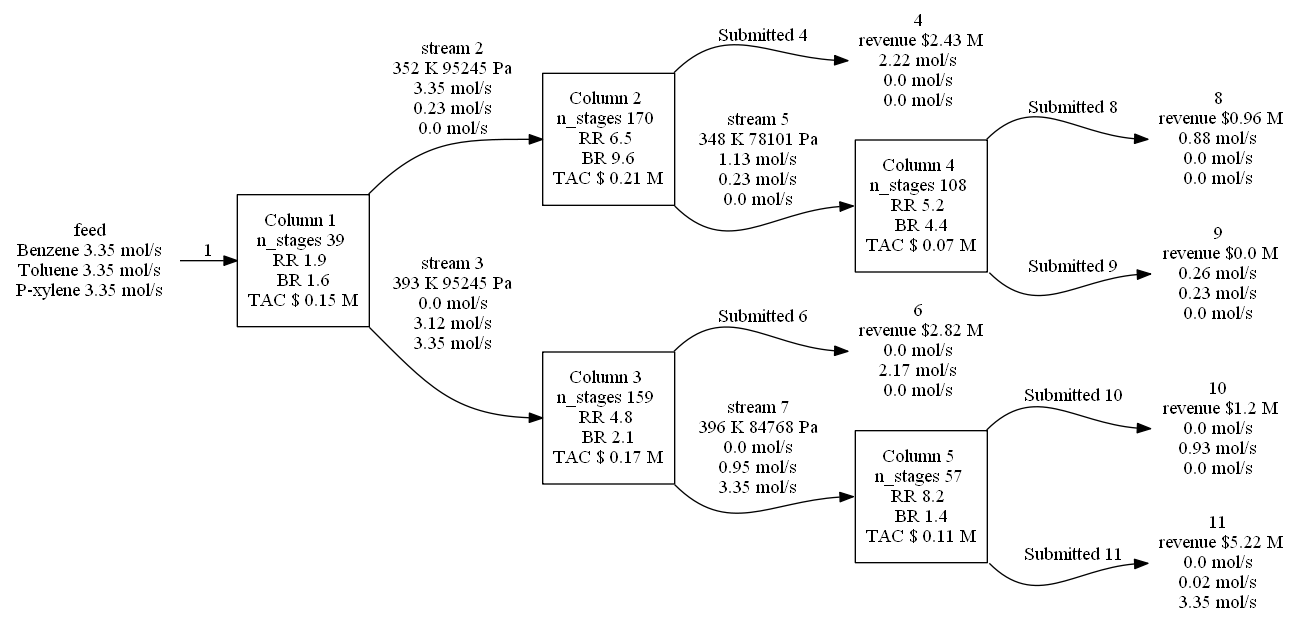 feed
Benzene 3.35 mol/s
Toluene 3.35 mol/s
P-xylene 3.35 mol/s
1
Column 1
n_stages 39
RR 1.9
BR 1.6
TAC $ 0.15 M
stream 2
352 K 95245 Pa
3.35 mol/s
0.23 mol/s
0.0 mol/s
stream 3
393 K 95245 Pa
0.0 mol/s
3.12 mol/s
3.35 mol/s
Column 2
n_stages 170
RR 6.5
BR 9.6
TAC $ 0.21 M
Column 3
n_stages 159
RR 4.8
BR 2.1
TAC $ 0.17 M
Submitted 4
4
revenue $2.43 M
2.22 mol/s
0.0 mol/s
0.0 mol/s
stream 5
348 K 78101 Pa
1.13 mol/s
0.23 mol/s
0.0 mol/s
Column 4
n_stages 108
RR 5.2
BR 4.4
TAC $ 0.07 M
Submitted 8
8
revenue $0.96 M
0.88 mol/s
0.0 mol/s
0.0 mol/s
Submitted 9
9
revenue $0.0 M
0.26 mol/s
0.23 mol/s
0.0 mol/s
Submitted 6
6
revenue $2.82 M
0.0 mol/s
2.17 mol/s
0.0 mol/s
stream 7
396 K 84768 Pa
0.0 mol/s
0.95 mol/s
3.35 mol/s
Column 5
n_stages 57
RR 8.2
BR 1.4
TAC $ 0.11 M
Submitted 10
10
revenue $1.2 M
0.0 mol/s
0.93 mol/s
0.0 mol/s
Submitted 11
11
revenue $5.22 M
0.0 mol/s
0.02 mol/s
3.35 mol/s